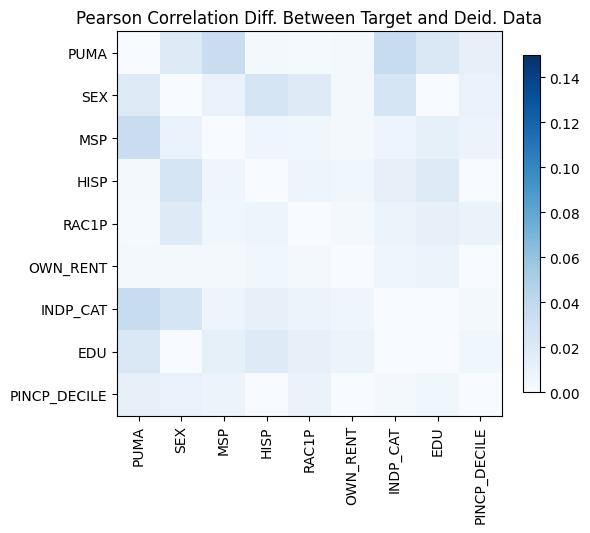 Pearson Correlation Diff. Between Target and Deid. Data
PUMA
SEX
MSP
HISP
RAC1P
OWN_RENT
INDP_CAT
EDU
PINCP_DECILE
PUMA
SEX
MSP
HISP
RAC1P
OWN_RENT
INDP_CAT
EDU
PINCP_DECILE
0.14
0.12
0.10
0.08
0.06
0.04
0.02
0.00